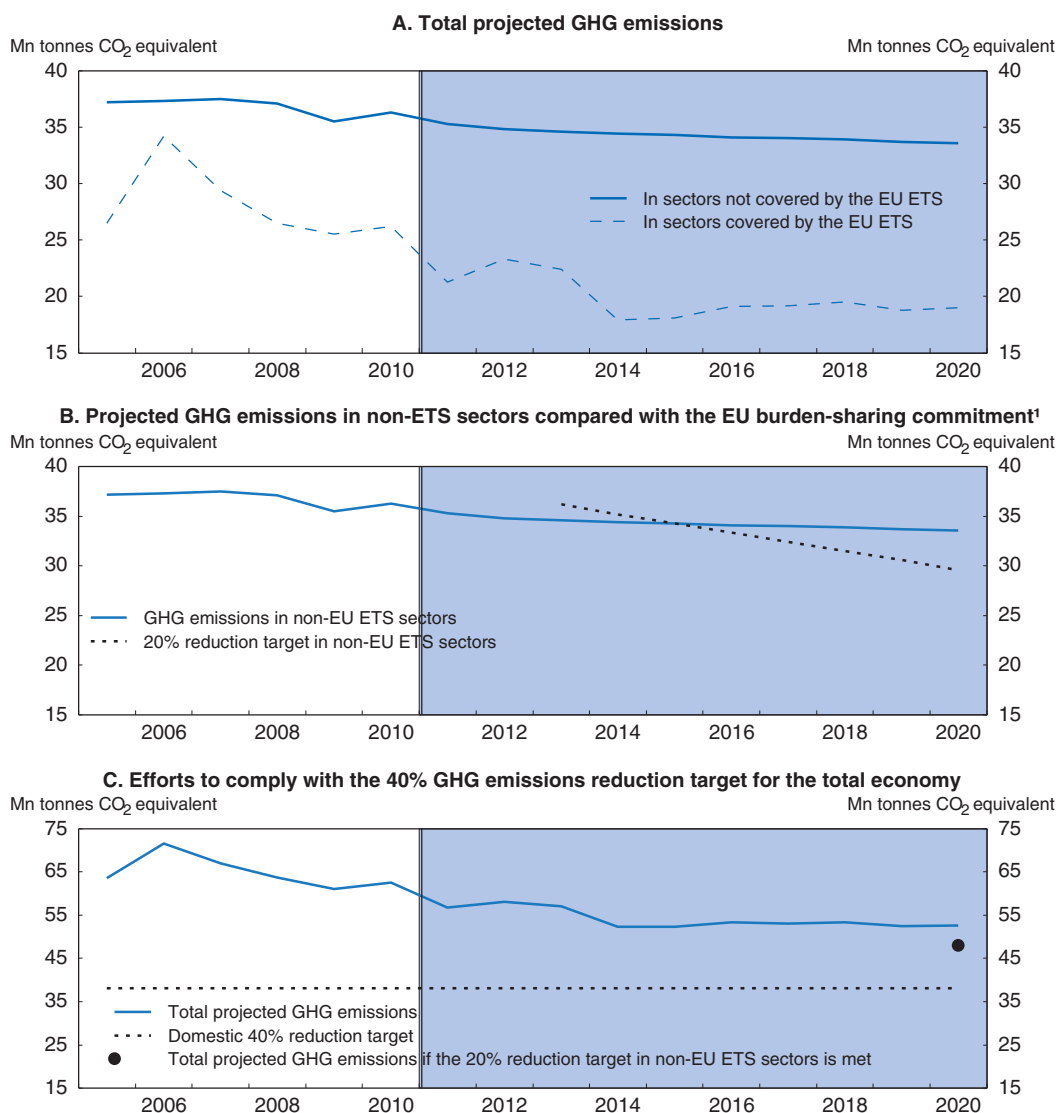 A. Total projected GHG emissions
Mn tonnes CO2 equivalent Mn tonnes CO2 equivalent
40 40
35 35
30 30
In sectors not covered by the EU ETS
25 In sectors covered by the EU ETS 25
20 20
15 15
2006 2008 2010 2012 2014 2016 2018 2020
B. Projected GHG emissions in non-ETS sectors compared with the EU burden-sharing commitment¹
Mn tonnes CO2 equivalent Mn tonnes CO2 equivalent
40 40
35 35
30 30
25 GHG emissions in non-EU ETS sectors 25
20% reduction target in non-EU ETS sectors
20 20
15 15
2006 2008 2010 2012 2014 2016 2018 2020
C. Efforts to comply with the 40% GHG emissions reduction target for the total economy
Mn tonnes CO2 equivalent Mn tonnes CO2 equivalent
75 75
65 65
55 55
45 45
35 35
Total projected GHG emissions
25 Domestic 40% reduction target 25
Total projected GHG emissions if the 20% reduction target in non-EU ETS sectors is met
15 15
2006 2008 2010 2012 2014 2016 2018 2020